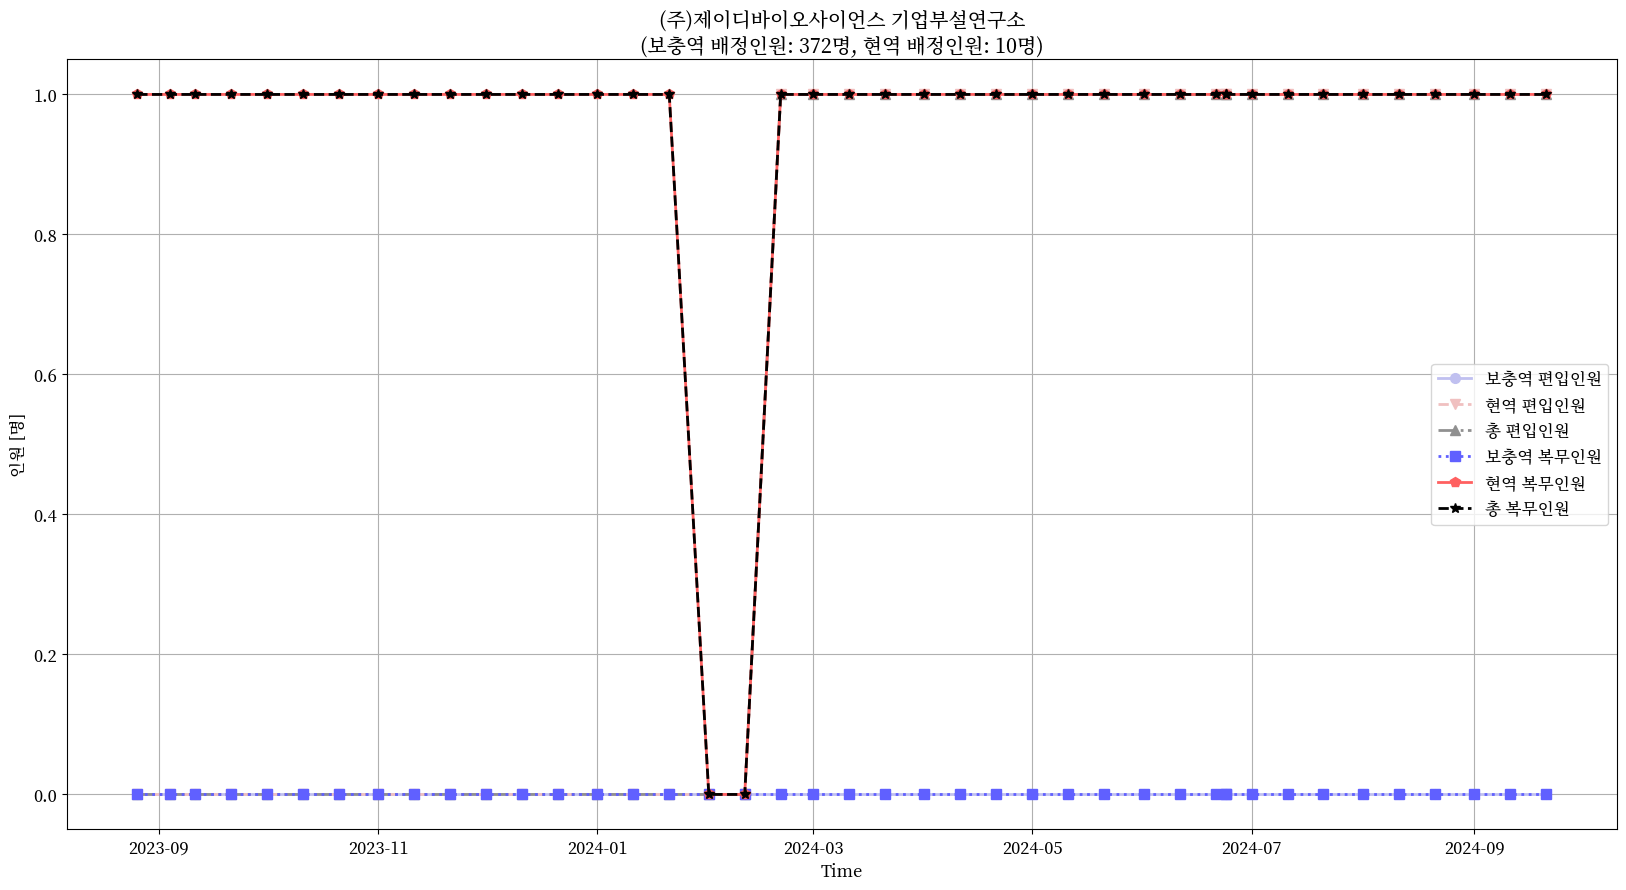 (주)제이디바이오사이언스 기업부설연구소
(보충역 배정인원: 372명, 현역 배정인원: 10명)
1.0
0.8
0.6
0.4
0.2
0.0
인원 [명]
보충역 편입인원
현역 편입인원
총 편입인원
보충역 복무인원
현역 복무인원
총 복무인원
2023-09
2023-11
2024-01
2024-03
2024-05
2024-07
2024-09
Time